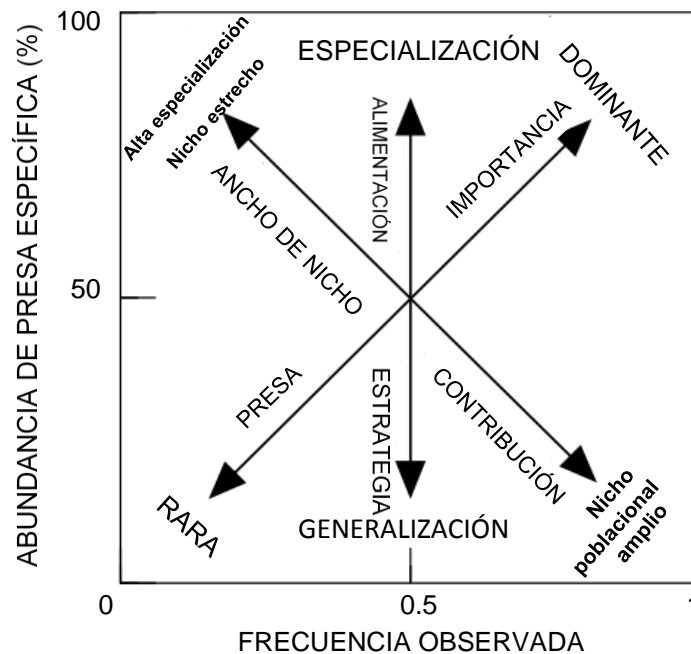 100
ESPECIALIZACIÓN
Alta especialización
Nicho estrecho
DOMINANTE
ALIMENTACIÓN
IMPORTANCIA
ANCHO DE NICHO
ABUNDANCIA DE PRESA ESPECÍFICA (%)
50
PRESA
ESTRATEGIA
CONTRIBUCIÓN
RARA
GENERALIZACIÓN
Nicho
poblacional
amplio
0
0.5
1
FRECUENCIA OBSERVADA